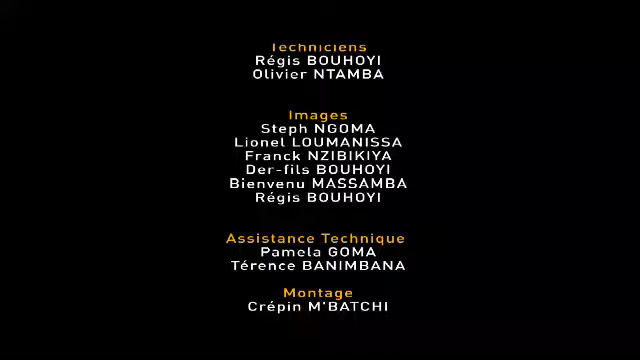 Techniciens
Régis BOUHOYI
Olivier NTAMBA
Images
Steph NGOMA
Lionel LOUMANISSA
Franck NZIBIKIYA
Der-fils BOUHOYI
Bienvenu MASSAMBA
Régis BOUHOYI
Assistance Technique
Pamela GOMA
Térence BANIMBANA
Montage
Crépin M'BATCHI